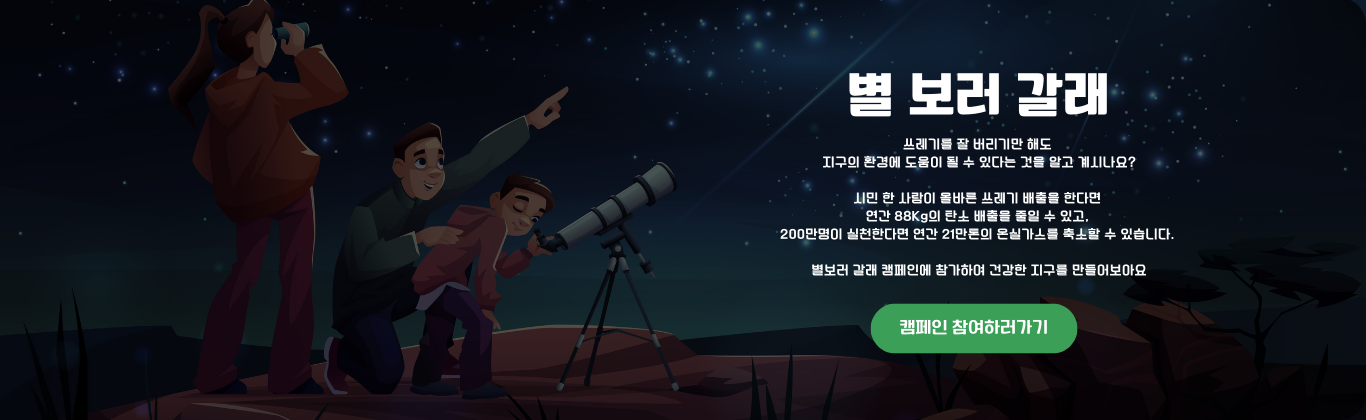 별 보러 갈래
쓰레기를 잘 버리기만 해도
지구의 환경에 도움이 될 수 있다는 것을 알고 계시나요?
시민 한 사람이 올바른 쓰레기 배출을 한다면
연간 88Kg의 탄소 배출을 줄일 수 있고,
200만명이 실천한다면 연간 21만톤의 온실가스를 축소할 수 있습니다.
별보러 갈래 캠페인에 참가하여 건강한 지구를 만들어보아요
캠페인 참여하러가기